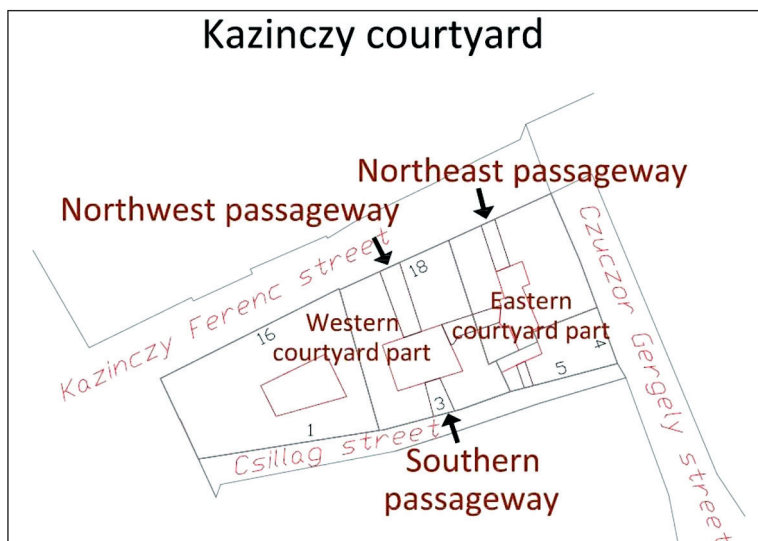 Kazinczy courtyard
Northeast passageway
Northwest passageway
Kazinczy Ferenc street
Czuczor Gergely street
18
16
Western
courtyard part
Eastern
courtyard part
4
5
3
1
Csillag street
Southern
passageway